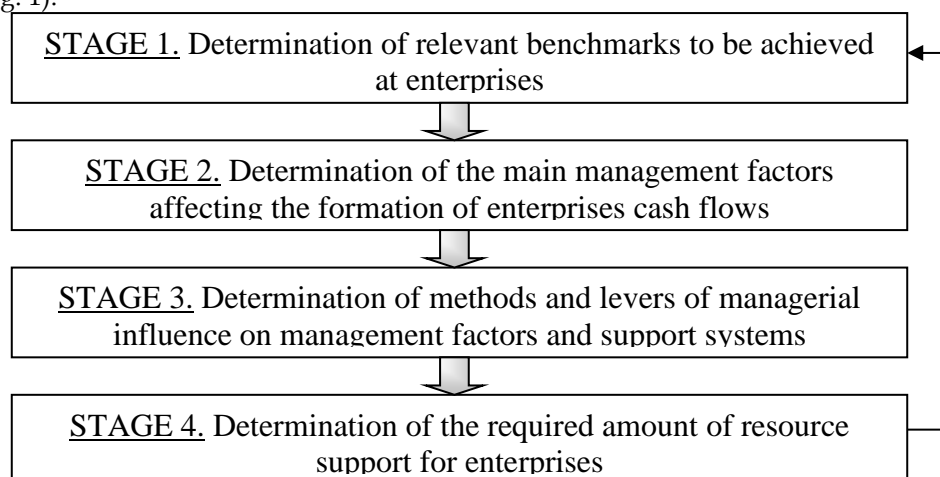 g. 1).
STAGE 1. Determination of relevant benchmarks to be achieved
at enterprises
STAGE 2. Determination of the main management factors
affecting the formation of enterprises cash flows
STAGE 3. Determination of methods and levers of managerial
influence on management factors and support systems
STAGE 4. Determination of the required amount of resource
support for enterprises